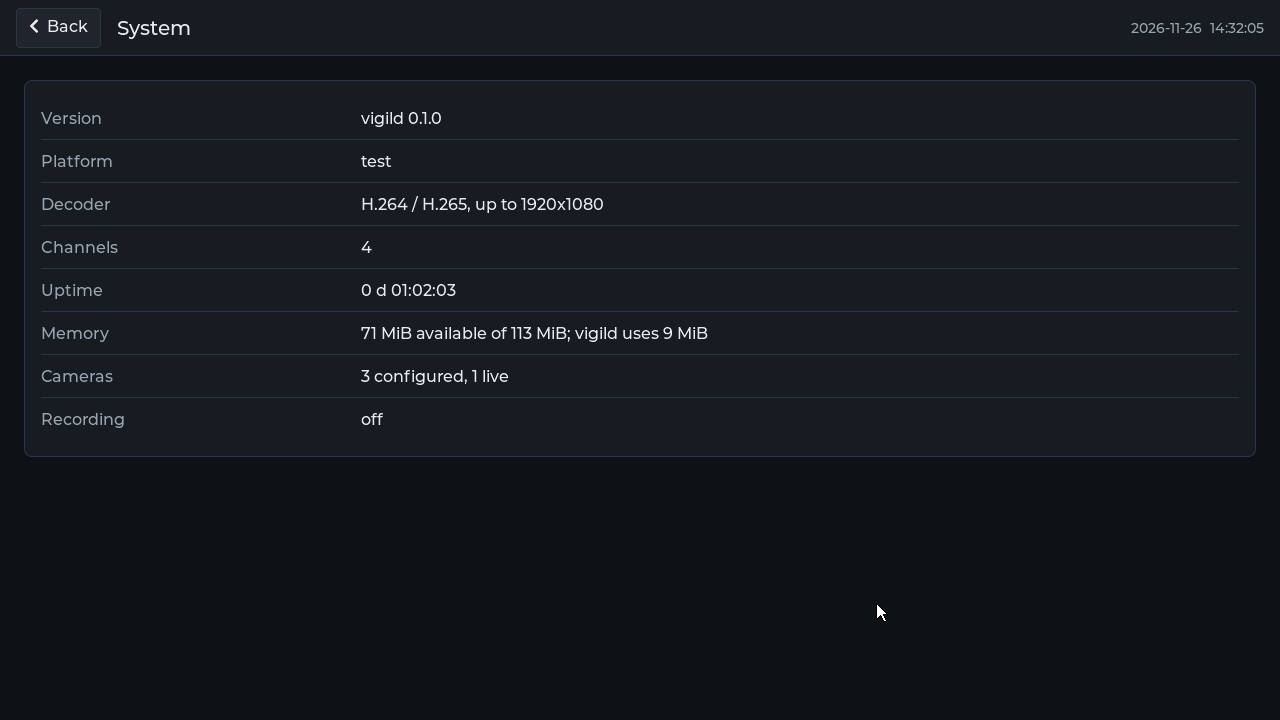 Back
System
2026-11-26 14:32:05
Version vigild 0.1.0
Platform test
Decoder H.264 / H.265, up to 1920x1080
Channels 4
Uptime 0 d 01:02:03
Memory 71 MiB available of 113 MiB; vigild uses 9 MiB
Cameras 3 configured, 1 live
Recording off